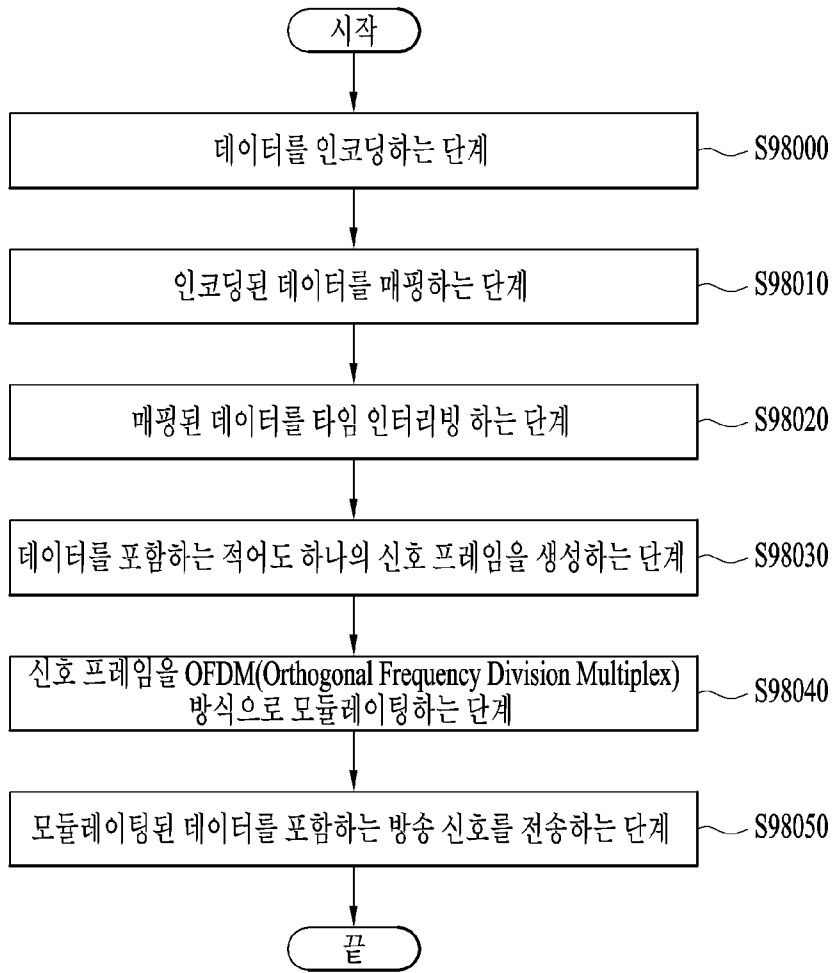 시작
데이터를 인코딩하는 단계
S98000
인코딩된 데이터를 매핑하는 단계
S98010
매핑된 데이터를 타임 인터리빙 하는 단계
S98020
데이터를 포함하는 적어도 하나의 신호 프레임을 생성하는 단계
S98030
신호 프레임을 OFDM(Orthogonal Frequency Division Multiplex)
방식으로 모듈레이팅하는 단계
S98040
모듈레이팅된 데이터를 포함하는 방송 신호를 전송하는 단계
S98050
끝